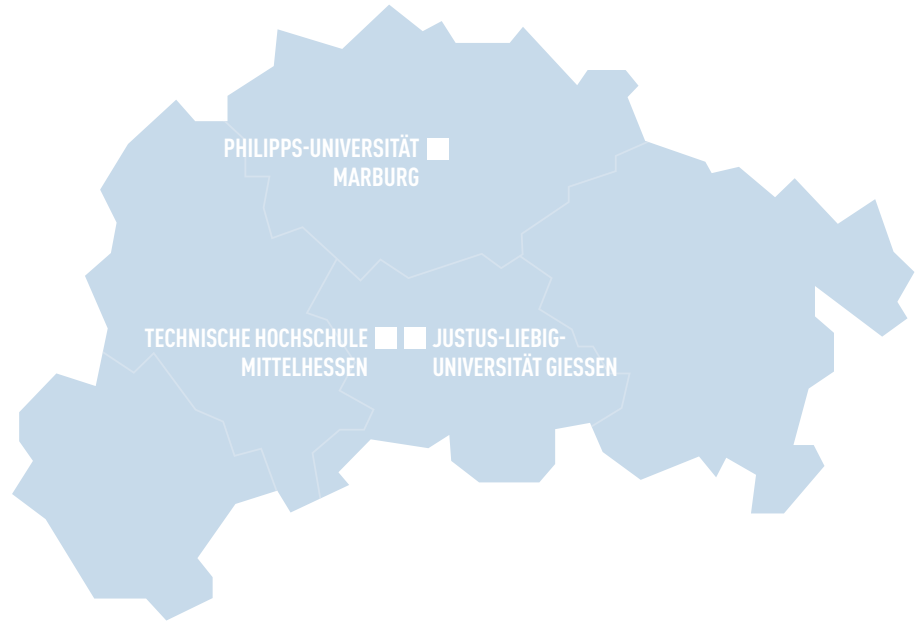 PHILIPPS-UNIVERSITÄT
MARBURG
TECHNISCHE HOCHSCHULE
MITTELHESSEN
JUSTUS-LIEBIG-
UNIVERSITÄT GIESSEN